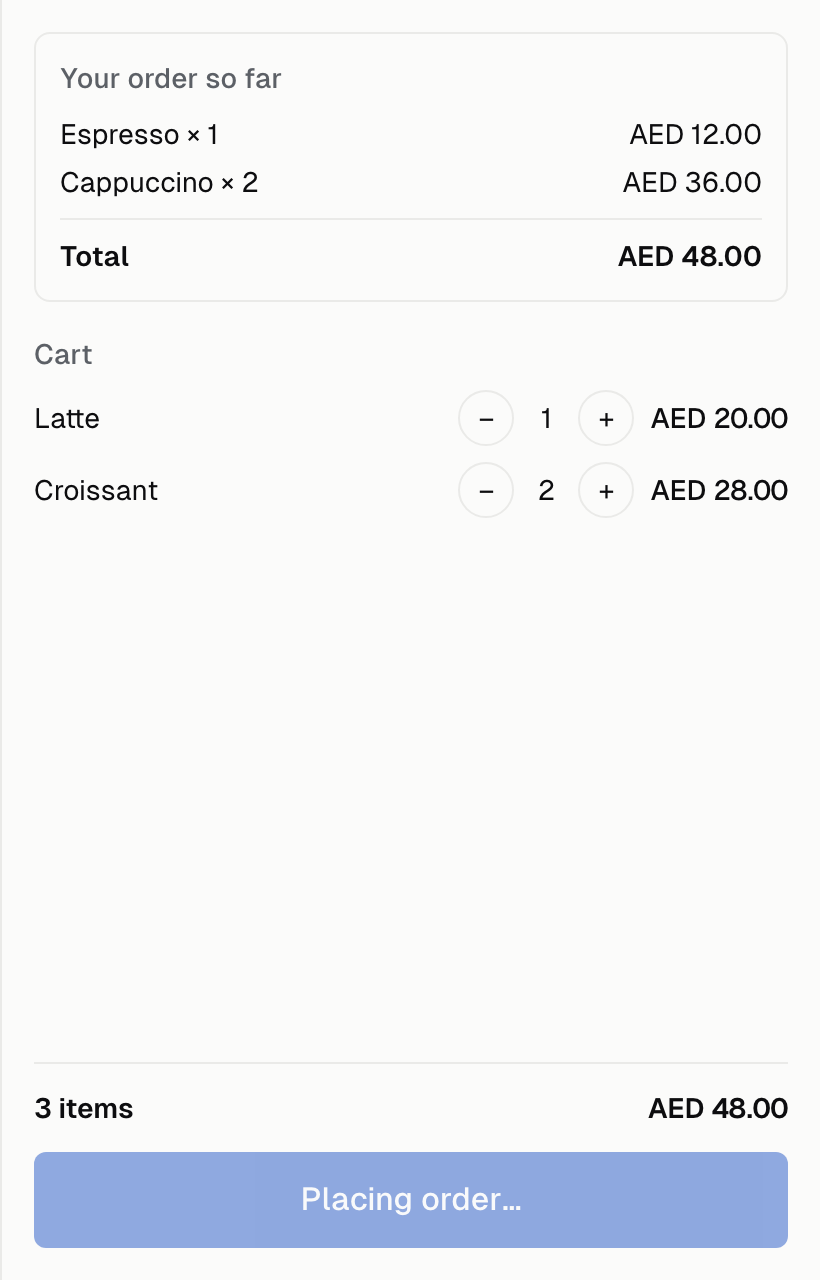 Your order so far
Espresso × 1 AED 12.00
Cappuccino × 2 AED 36.00
Total AED 48.00
Cart
Latte − 1 + AED 20.00
Croissant − 2 + AED 28.00
3 items AED 48.00
Placing order…